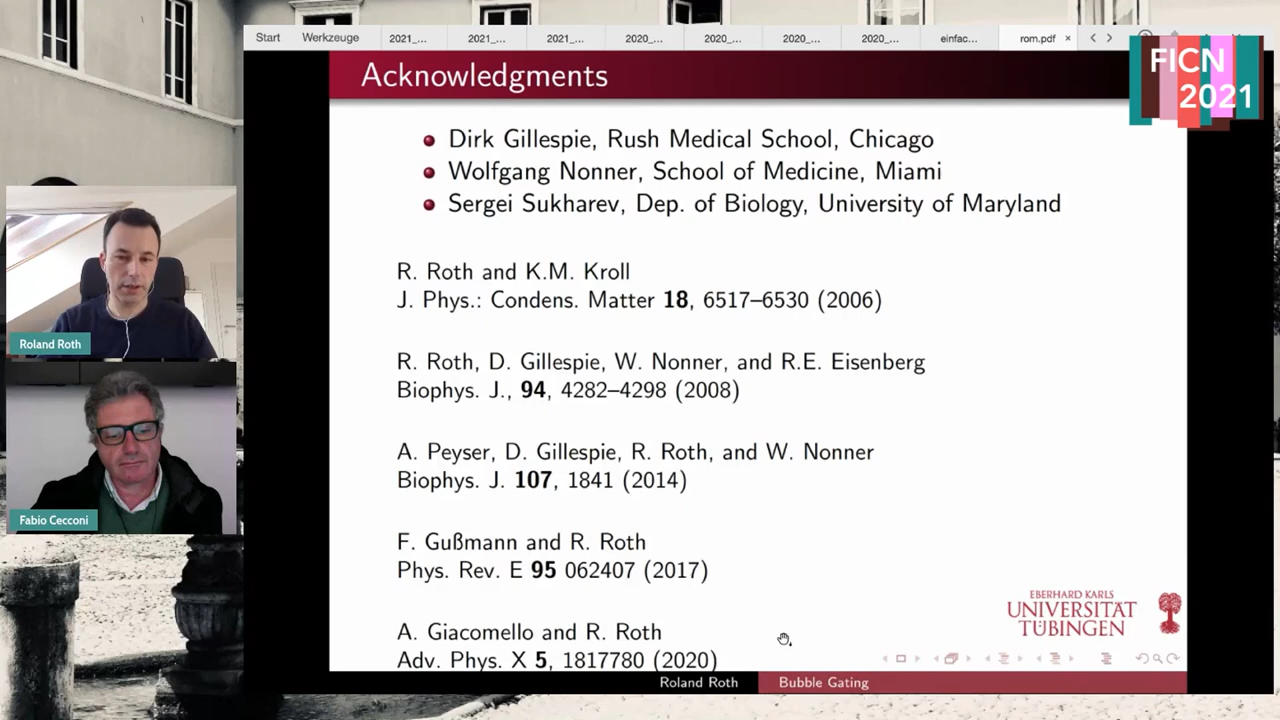 Start Werkzeuge 2021_... 2021_... 2021_... 2020_... 2020_... 2020_... 2020_... einfac... rom.pdf ×
FICN
2021
Acknowledgments
Dirk Gillespie, Rush Medical School, Chicago
Wolfgang Nonner, School of Medicine, Miami
Sergei Sukharev, Dep. of Biology, University of Maryland
R. Roth and K.M. Kroll
J. Phys.: Condens. Matter 18, 6517–6530 (2006)
R. Roth, D. Gillespie, W. Nonner, and R.E. Eisenberg
Biophys. J., 94, 4282–4298 (2008)
A. Peyser, D. Gillespie, R. Roth, and W. Nonner
Biophys. J. 107, 1841 (2014)
F. Gußmann and R. Roth
Phys. Rev. E 95 062407 (2017)
A. Giacomello and R. Roth
Adv. Phys. X 5, 1817780 (2020)
EBERHARD KARLS
UNIVERSITÄT
TÜBINGEN
Roland Roth Bubble Gating
Roland Roth
Fabio Cecconi